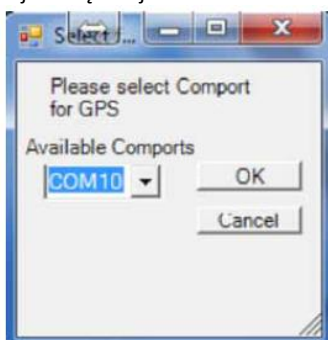 Select f...
Please select Comport
for GPS
Available Comports
COM10
OK
Cancel